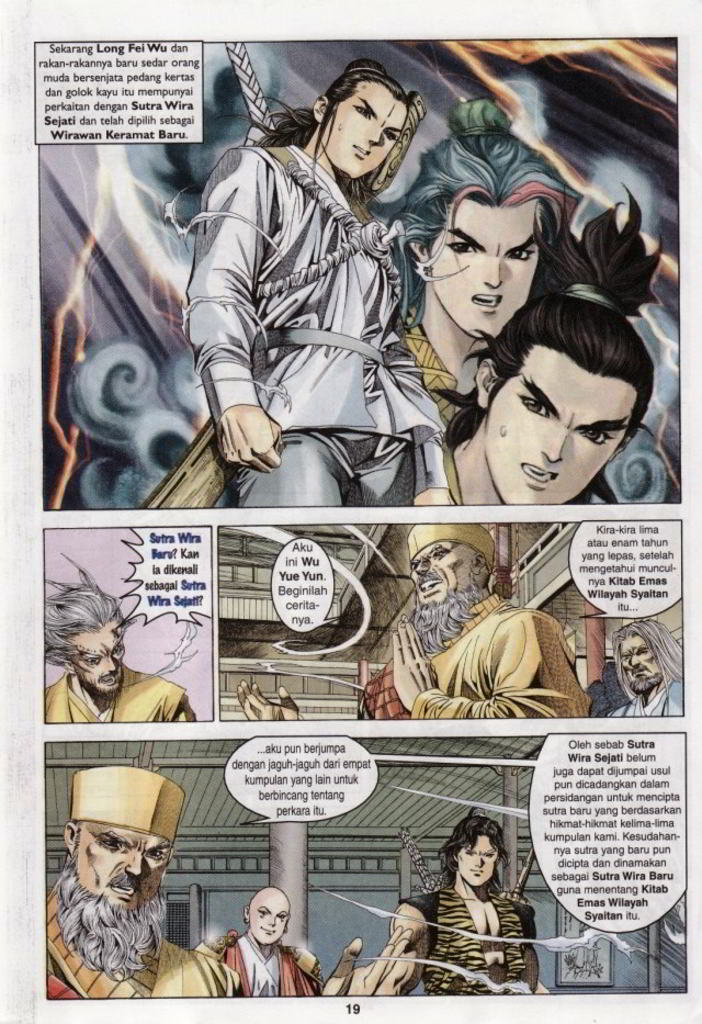 Sekarang Long Fei Wu dan
rakan-rakannya baru sedar orang
muda bersenjata pedang kertas
dan golok kayu itu mempunyai
perkaitan dengan Sutra Wira
Sejati dan telah dipilih sebagai
Wirawan Keramat Baru.
Sutra Wira
Baru? Kan
ia dikenali
sebagai Sutra
Wira Sejati?
Aku
ini Wu
Yue Yun.
Beginilah
cerita-
nya.
Kira-kira lima
atau enam tahun
yang lepas, setelah
mengetahui muncul-
nya Kitab Emas
Wilayah Syaitan
itu...
...aku pun berjumpa
dengan jaguh-jaguh dari empat
kumpulan yang lain untuk
berbincang tentang
perkara itu.
Oleh sebab Sutra
Wira Sejati belum
juga dapat dijumpai usul
pun dicadangkan dalam
persidangan untuk mencipta
sutra baru yang berdasarkan
hikmat-hikmat kelima-lima
kumpulan kami. Kesudahan-
nya sutra yang baru pun
dicipta dan dinamakan
sebagai Sutra Wira Baru
guna menentang Kitab
Emas Wilayah
Syaitan itu.
19